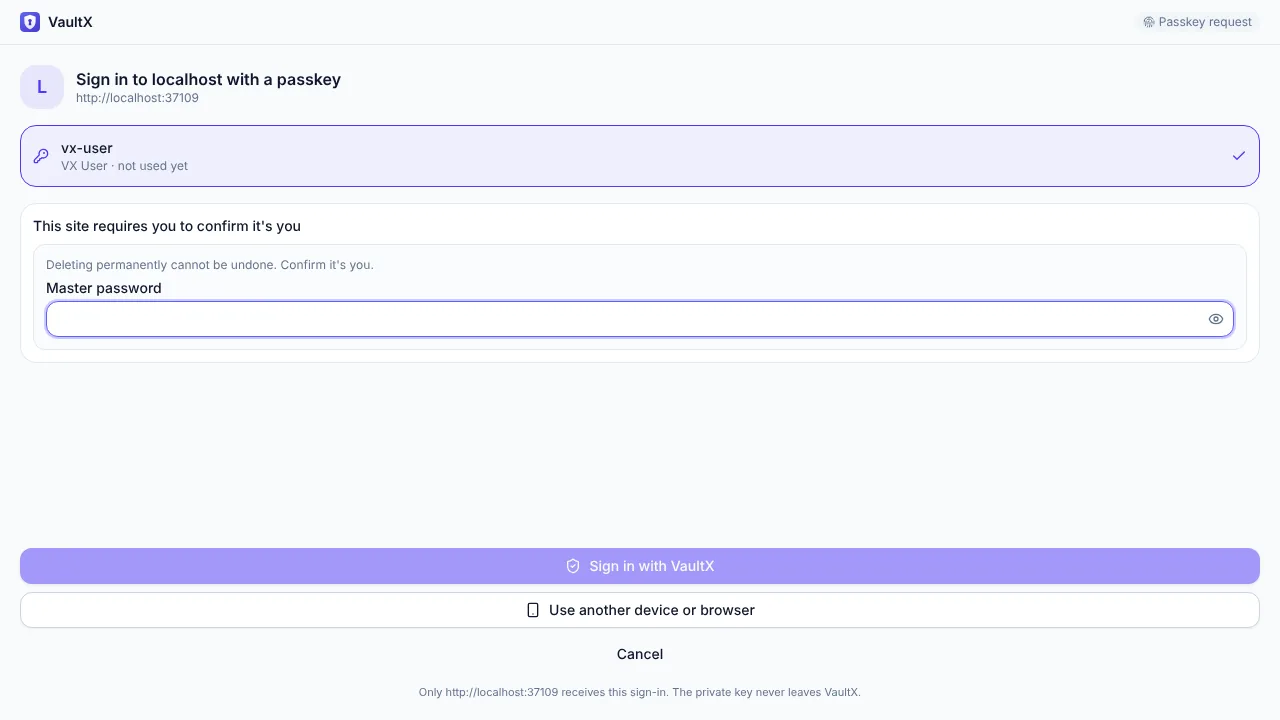 VaultX
Passkey request
L
Sign in to localhost with a passkey
http://localhost:37109
vx-user
VX User · not used yet
This site requires you to confirm it's you
Deleting permanently cannot be undone. Confirm it's you.
Master password
Sign in with VaultX
Use another device or browser
Cancel
Only http://localhost:37109 receives this sign-in. The private key never leaves VaultX.